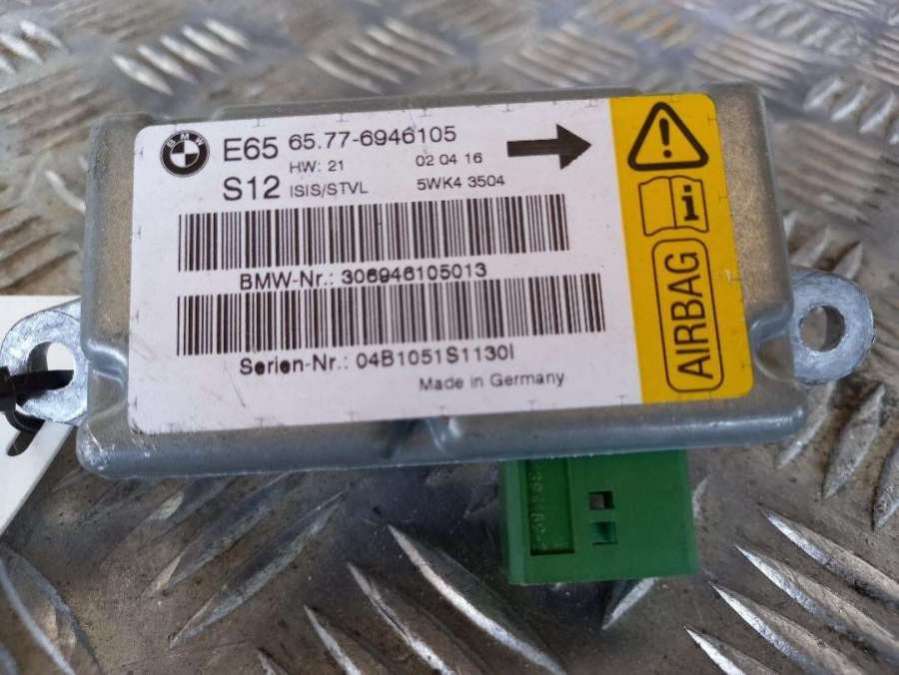 BMW
E65 65.77-6946105
HW: 21 02 04 16
S12 ISIS/STVL 5WK4 3504
BMW-Nr.: 306946105013
Serien-Nr.: 04B1051S1130I
Made in Germany
!
i
AIRBAG